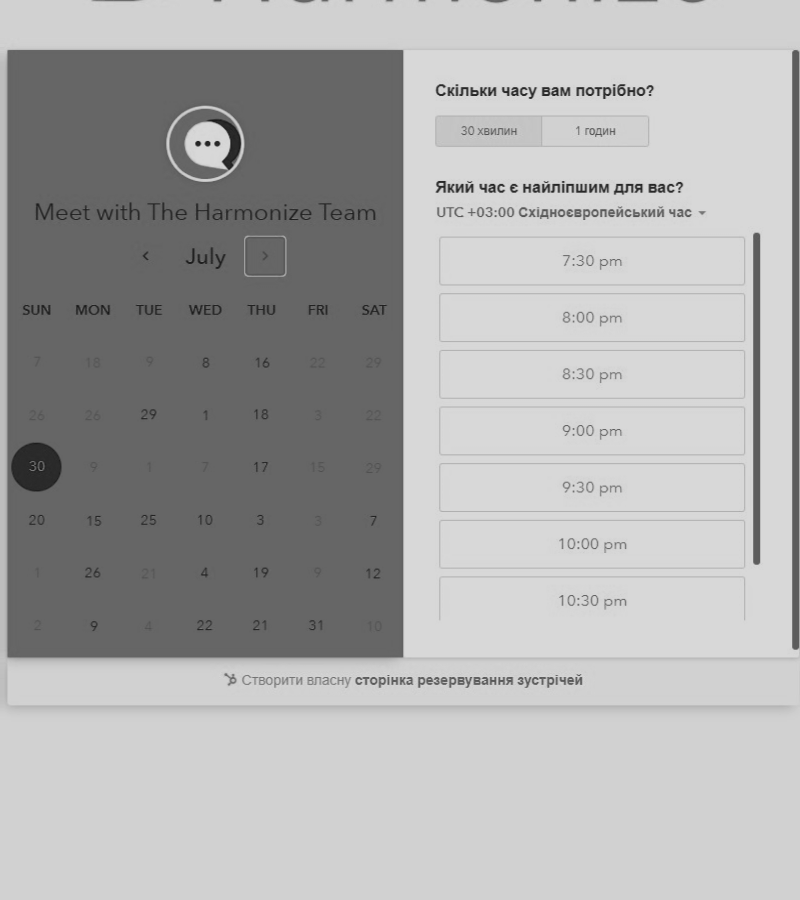 Harmonize
Meet with The Harmonize Team
July
SUN MON TUE WED THU FRI SAT
7 18 9 8 16 22 29
26 26 29 1 18 3 22
30 9 1 7 17 15 29
20 15 25 10 3 3 7
1 26 21 4 19 9 12
2 9 4 22 21 31 10
Скільки часу вам потрібно?
30 хвилин 1 годин
Який час є найліпшим для вас?
UTC +03:00 Східноєвропейський час
7:30 pm
8:00 pm
8:30 pm
9:00 pm
9:30 pm
10:00 pm
10:30 pm
Створити власну сторінка резервування зустрічей